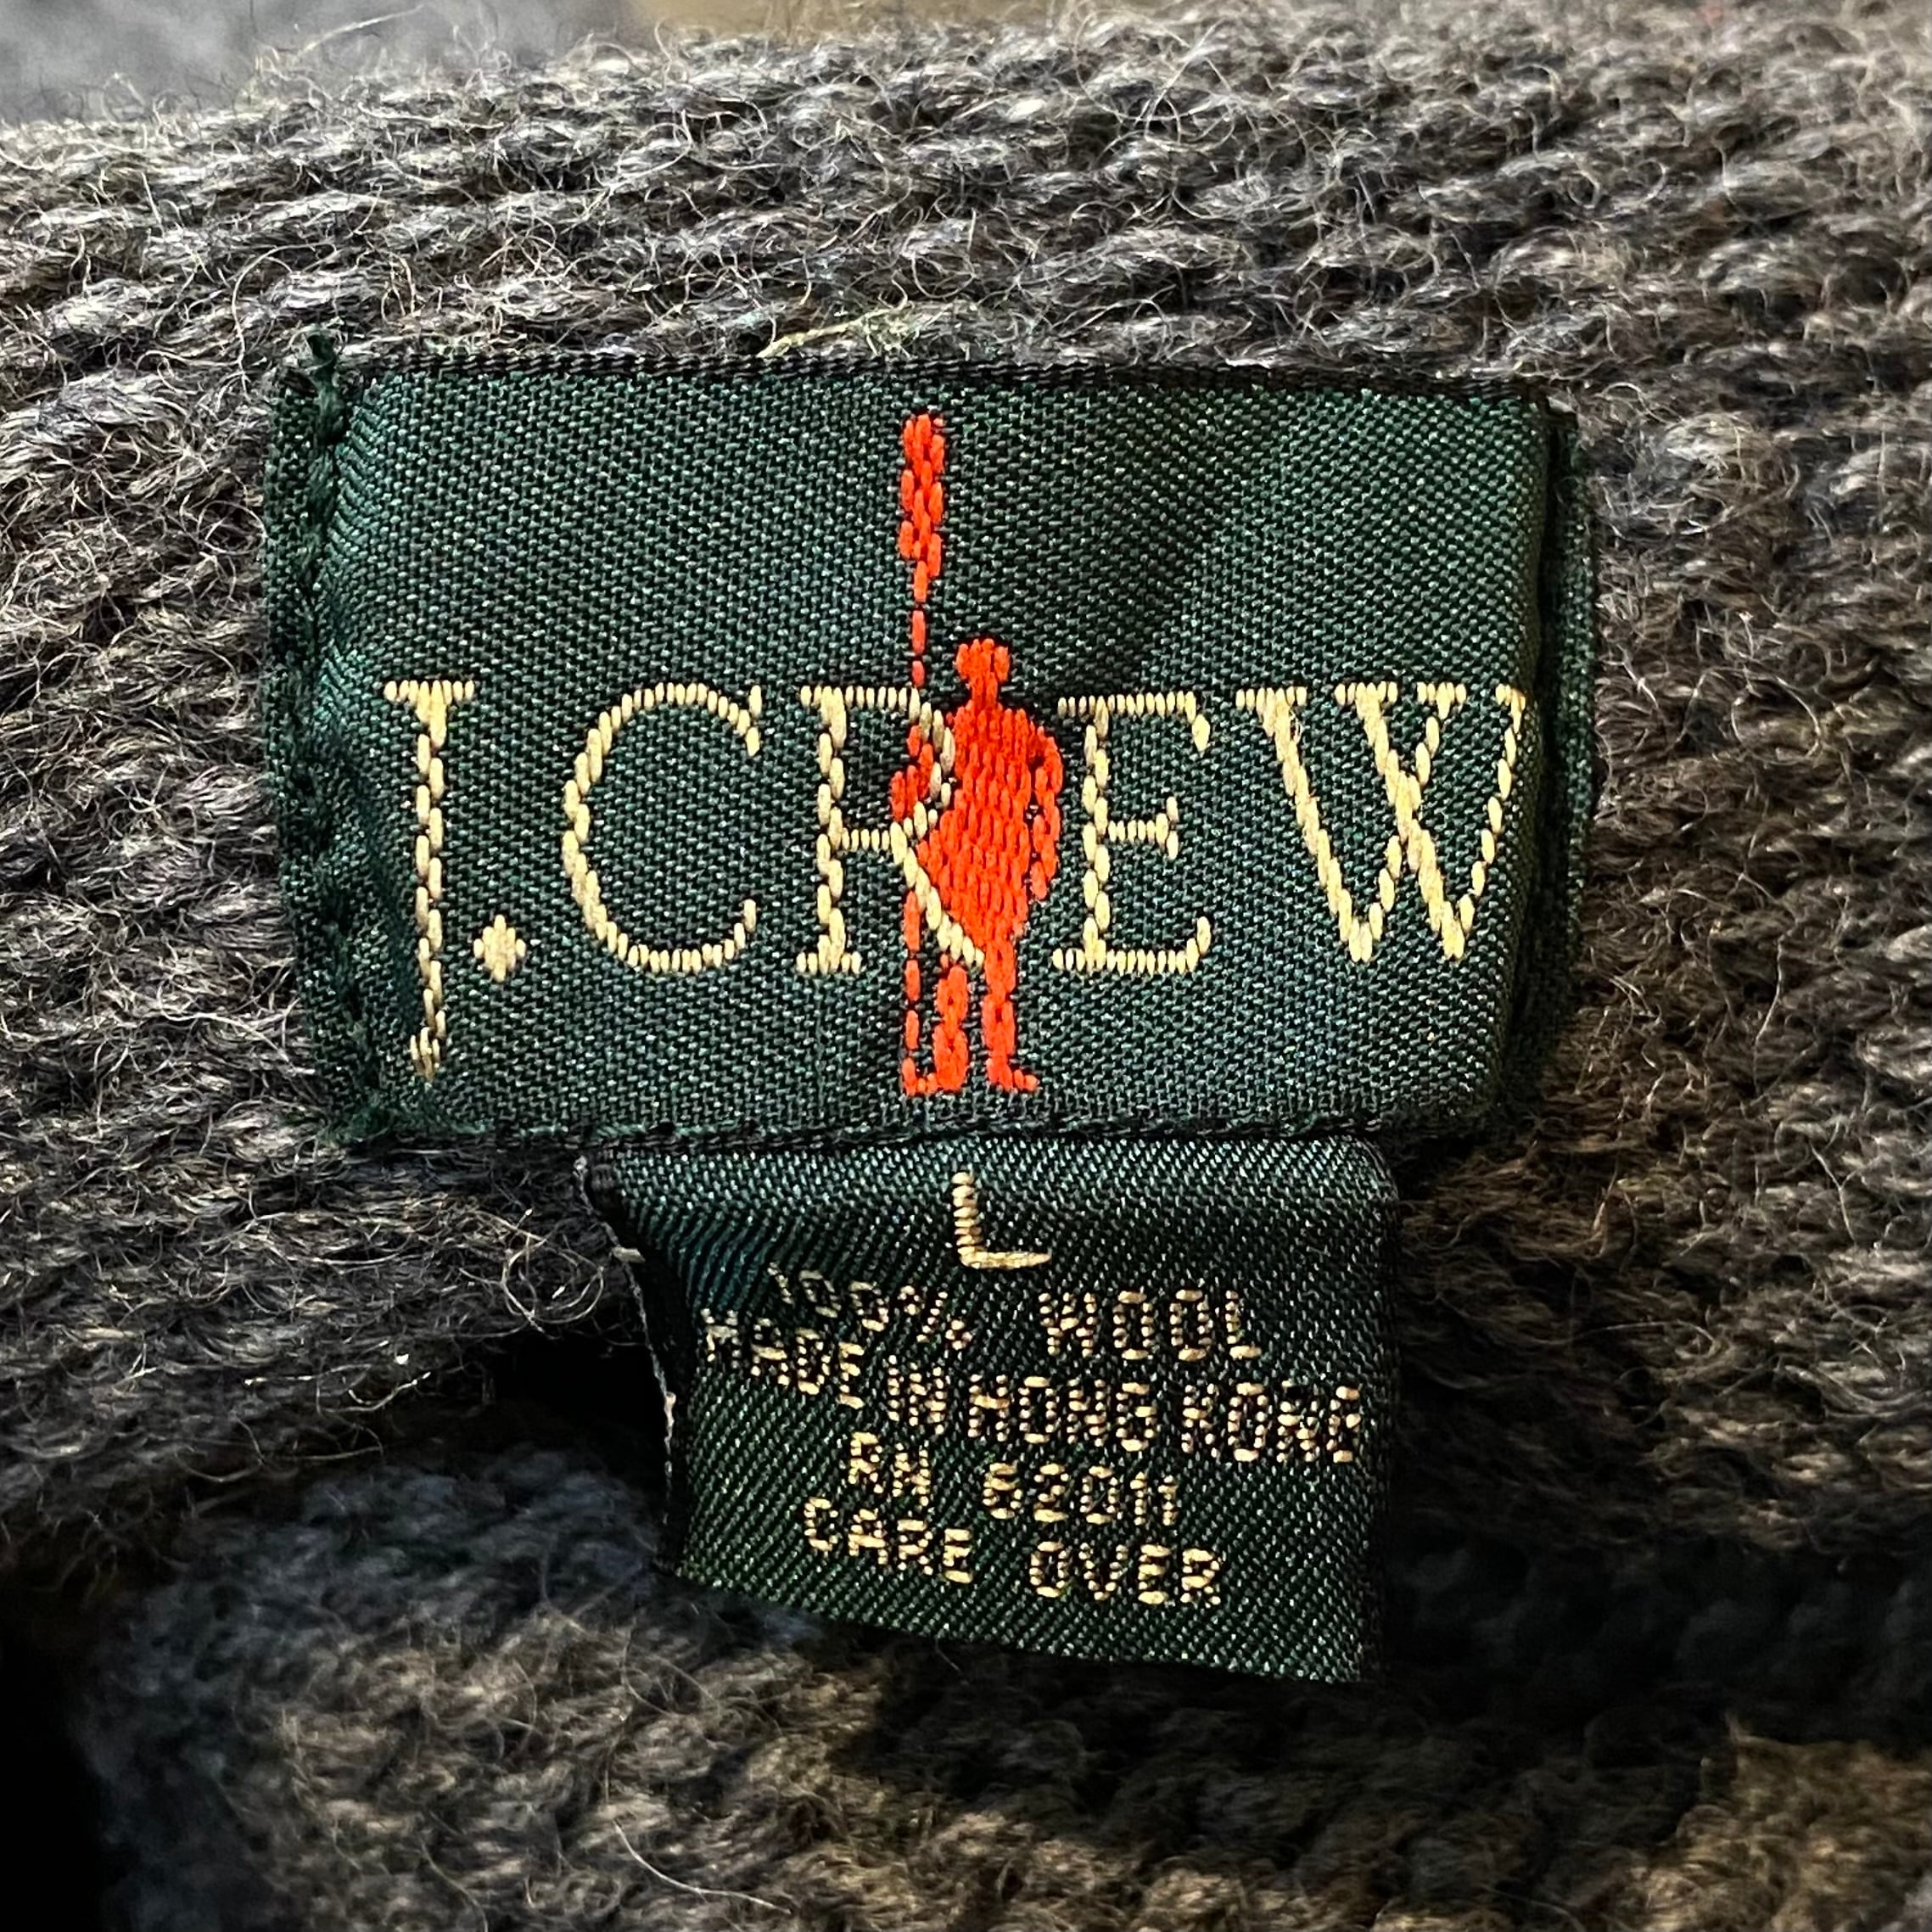 J.CREW
L
100% WOOL
MADE IN HONG KONG
RN 62011
CARE OVER